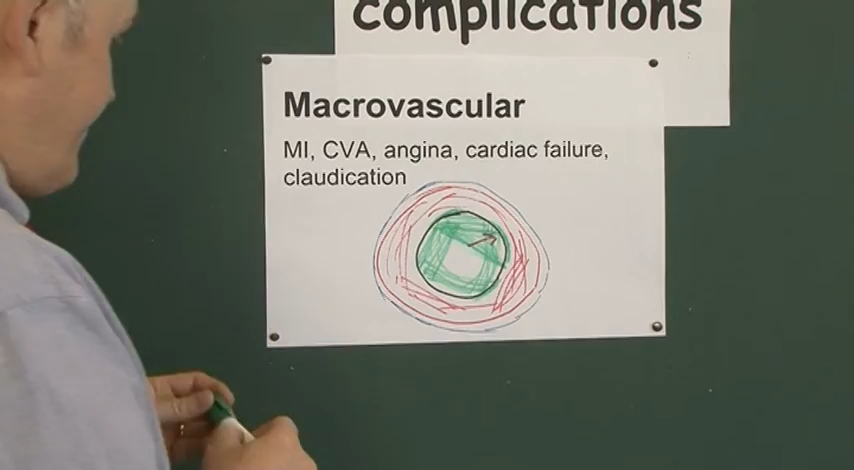 complications
Macrovascular
MI, CVA, angina, cardiac failure,
claudication